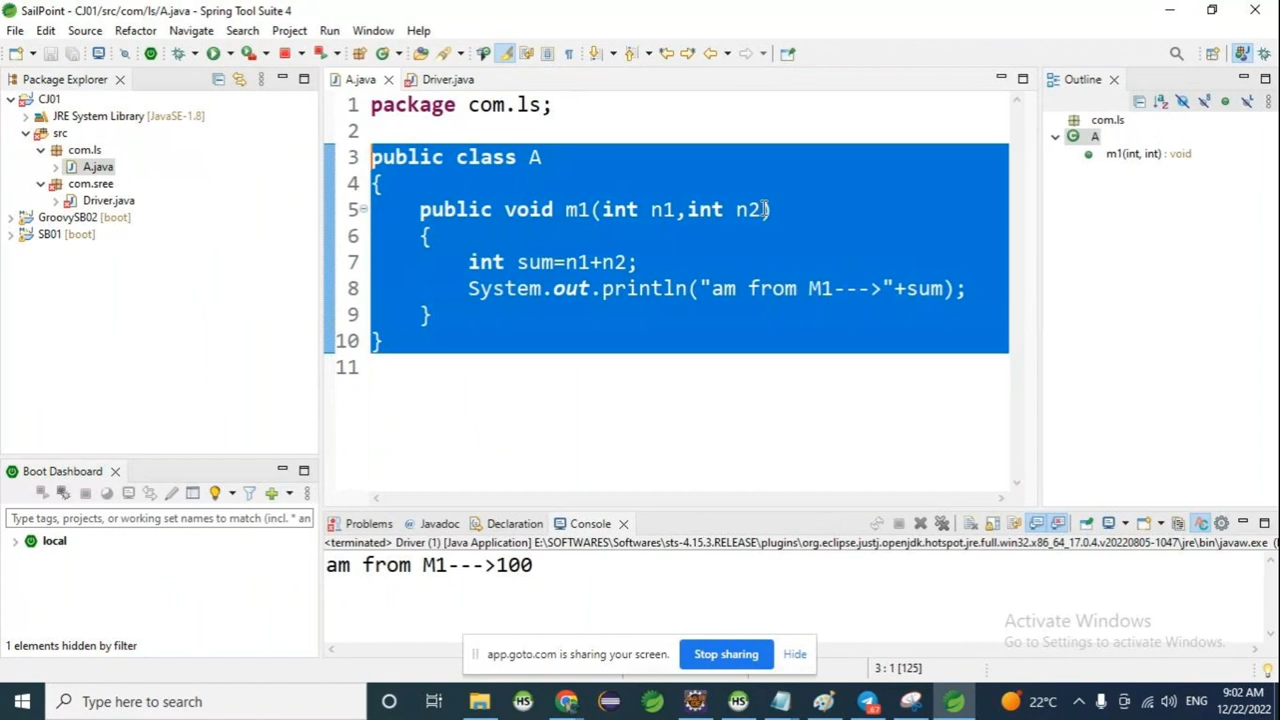 SailPoint - CJ01/src/com/ls/A.java - Spring Tool Suite 4
File Edit Source Refactor Navigate Search Project Run Window Help
Package Explorer
CJ01
JRE System Library [JavaSE-1.8]
src
com.ls
A.java
com.sree
Driver.java
GroovySB02 [boot]
SB01 [boot]
A.java
Driver.java
1 package com.ls;
2
3 public class A
4 {
5 public void m1(int n1,int n2)
6 {
7 int sum=n1+n2;
8 System.out.println("am from M1--->"+sum);
9 }
10 }
11
Outline
com.ls
A
m1(int, int) : void
Boot Dashboard
Type tags, projects, or working set names to match (incl. * an
local
1 elements hidden by filter
Problems Javadoc Declaration Console
<terminated> Driver (1) [Java Application] E:\SOFTWARES\Softwares\sts-4.15.3.RELEASE\plugins\org.eclipse.justj.openjdk.hotspot.jre.full.win32.x86_64_17.0.4.v20220805-1047\jre\bin\javaw.exe
am from M1--->100
Activate Windows
Go to Settings to activate Windows.
app.goto.com is sharing your screen. Stop sharing Hide
3 : 1 [125]
Type here to search
22°C
ENG
9:02 AM
12/22/2022